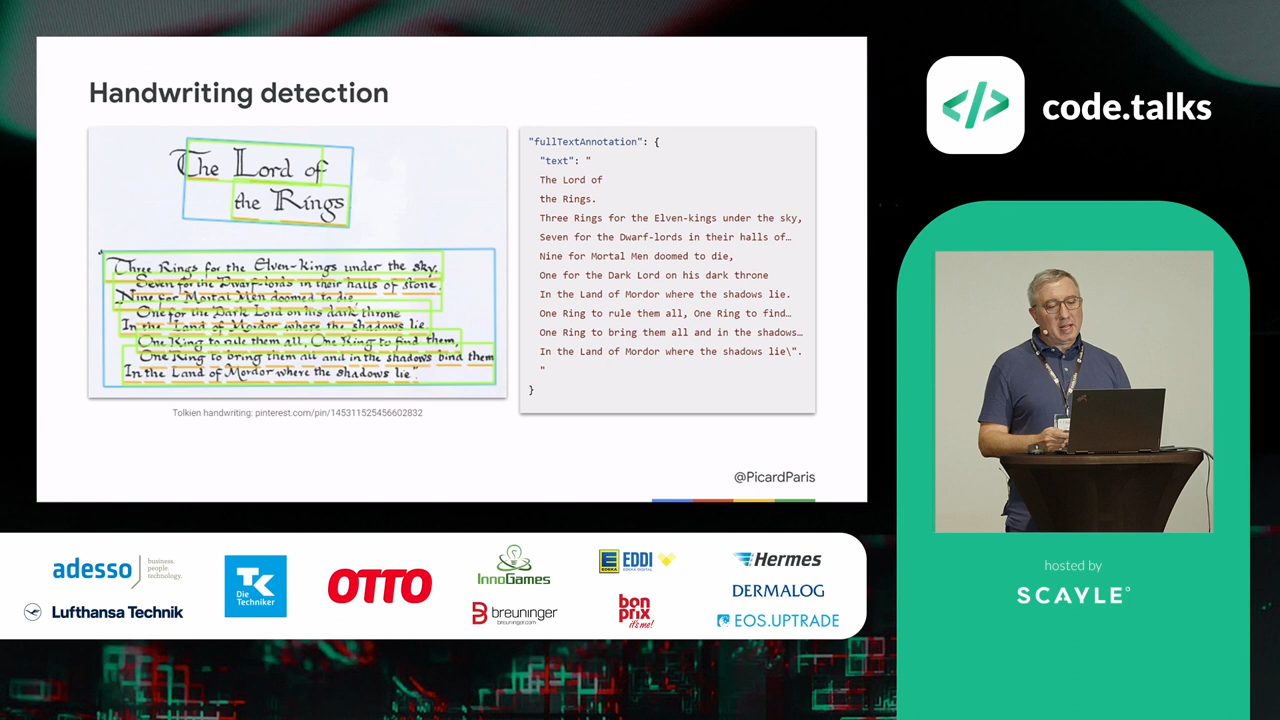 Handwriting detection
The Lord of
the Rings
Three Rings for the Elven-kings under the sky,
Seven for the Dwarf-lords in their halls of stone,
Nine for Mortal Men doomed to die,
One for the Dark Lord on his dark throne
In the Land of Mordor where the shadows lie.
One Ring to rule them all, One Ring to find them,
One Ring to bring them all and in the shadows bind them
In the Land of Mordor where the shadows lie"
Tolkien handwriting: pinterest.com/pin/145311525456602832
"fullTextAnnotation": {
"text": "
The Lord of
the Rings.
Three Rings for the Elven-kings under the sky,
Seven for the Dwarf-lords in their halls of…
Nine for Mortal Men doomed to die,
One for the Dark Lord on his dark throne
In the Land of Mordor where the shadows lie.
One Ring to rule them all, One Ring to find…
One Ring to bring them all and in the shadows…
In the Land of Mordor where the shadows lie\".
"
}
@PicardParis
</> code.talks
hosted by
SCAYLE
adesso business. people. technology.
Lufthansa Technik
TK Die Techniker
OTTO
InnoGames
breuninger
breuninger.com
E EDEKA EDDI EDEKA DIGITAL
bon prix it's me!
Hermes
DERMALOG
EOS.UPTRADE